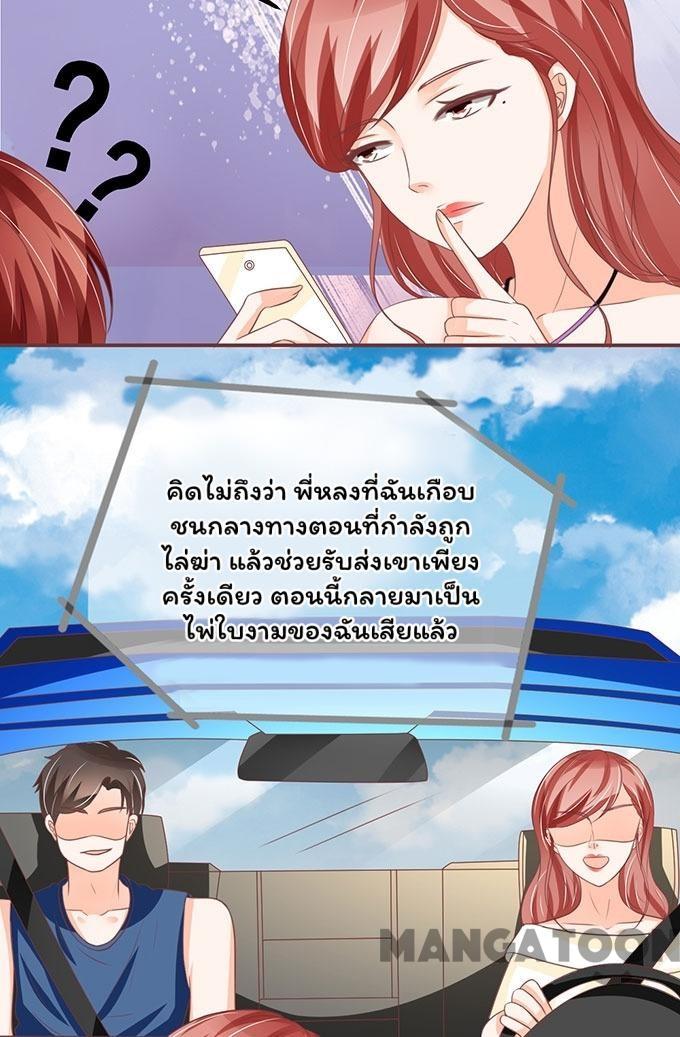 ??
คิดไม่ถึงว่า พี่หลงที่ฉันเกือบ
ชนกลางทางตอนที่กำลังถูก
ไล่ฆ่า แล้วช่วยรับส่งเขาเพียง
ครั้งเดียว ตอนนี้กลายมาเป็น
ไพ่ใบงามของฉันเสียแล้ว
MANGATOON